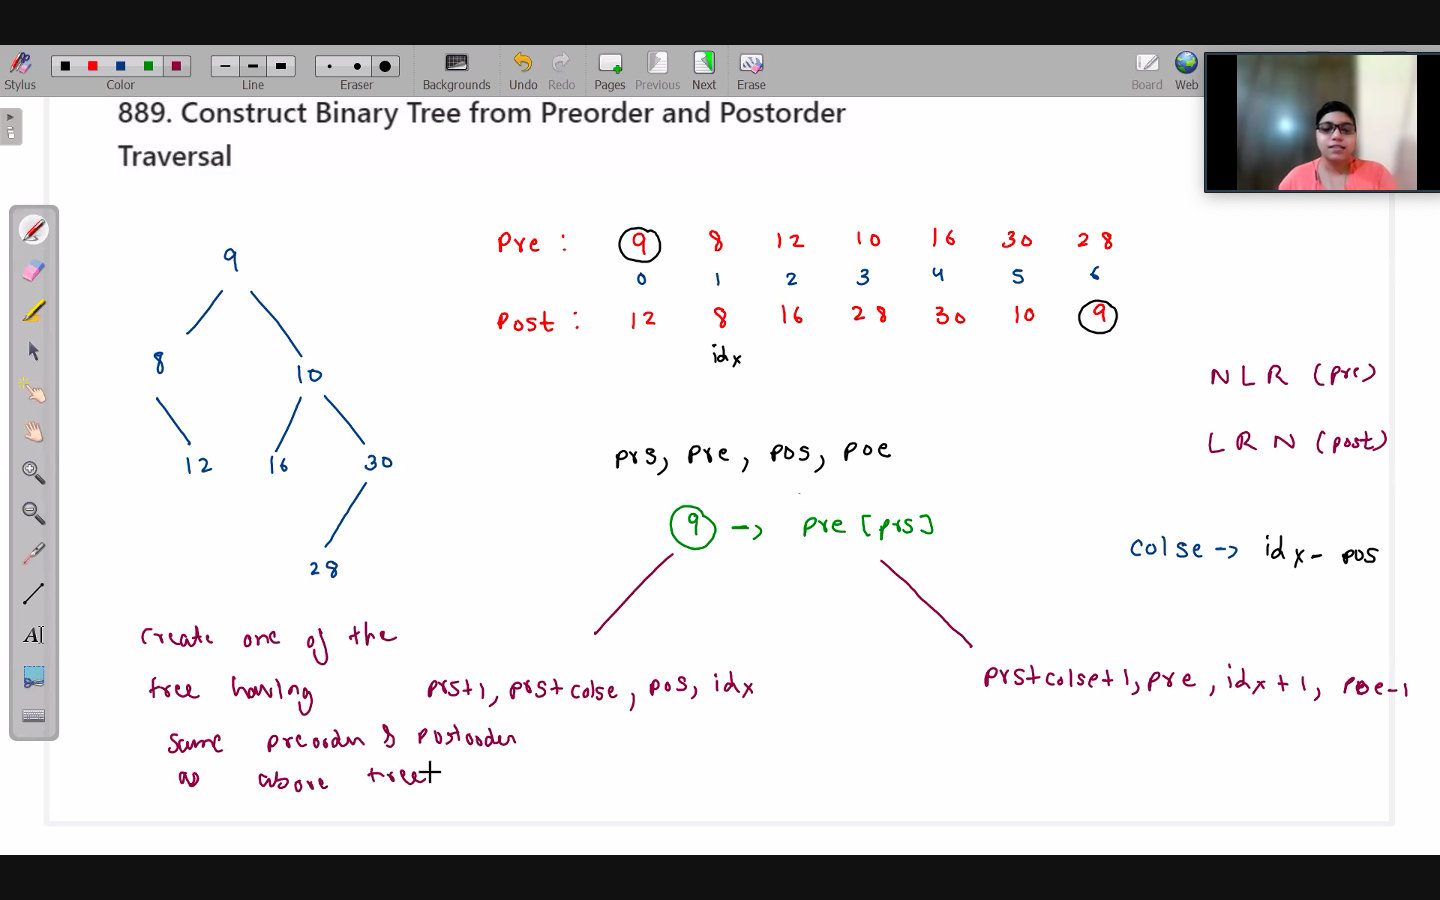 Stylus
Color
Line
Eraser
Backgrounds
Undo
Redo
Pages
Previous
Next
Erase
Board
Web
889. Construct Binary Tree from Preorder and Postorder
Traversal
9
8
10
12 16 30
28
Pre : 9 8 12 10 16 30 28
0 1 2 3 4 5 6
Post : 12 8 16 28 30 10 9
idx
NLR (pre)
LRN (post)
prs, pre, pos, poe
9 -> pre [prs]
colse -> idx - pos
prs+1, prs+colse, pos, idx
prs+colse+1, pre, idx+1, poe-1
Create one of the
tree having
same preorder & postorder
as above tree
AI